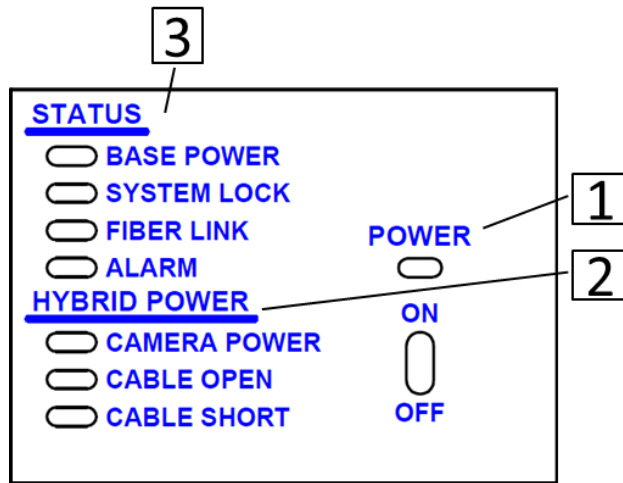 3
STATUS
BASE POWER
SYSTEM LOCK
FIBER LINK
ALARM
HYBRID POWER
CAMERA POWER
CABLE OPEN
CABLE SHORT
POWER
ON
OFF
1
2